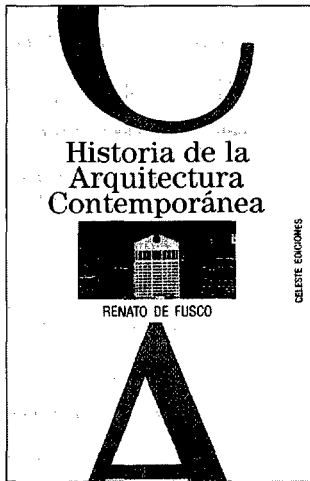 C
Historia de la
Arquitectura
Contemporánea
RENATO DE FUSCO
CELESTE EDICIONES
A